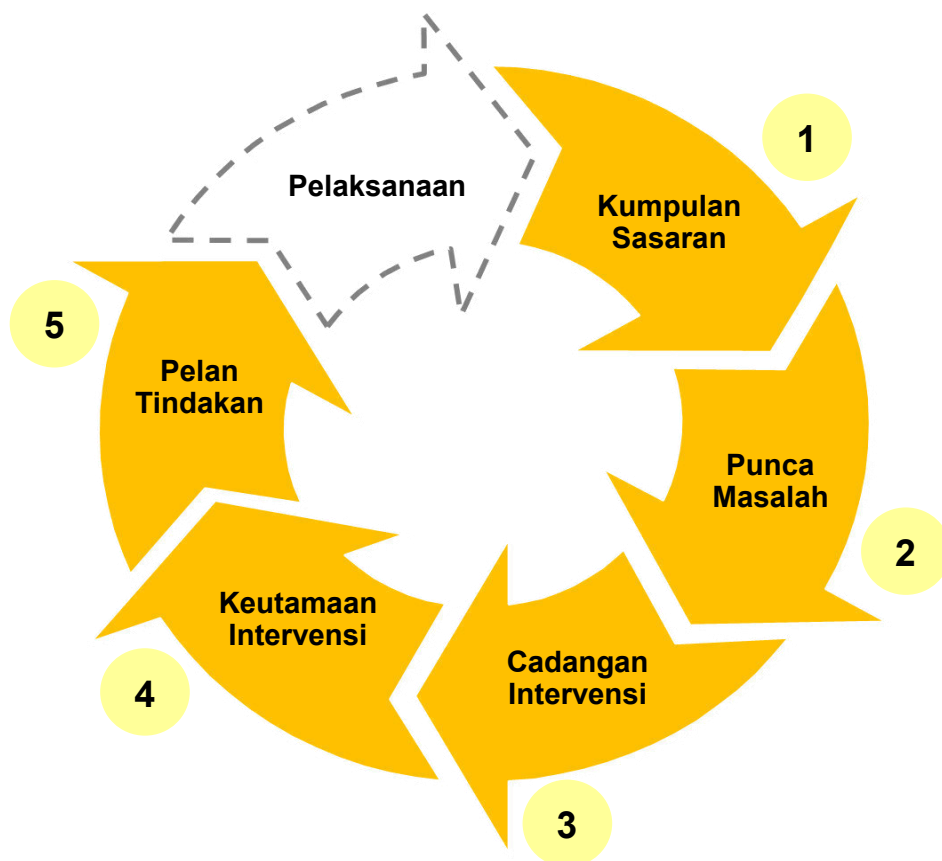 Pelaksanaan
1
Kumpulan
Sasaran
2
Punca
Masalah
3
Cadangan
Intervensi
4
Keutamaan
Intervensi
5
Pelan
Tindakan